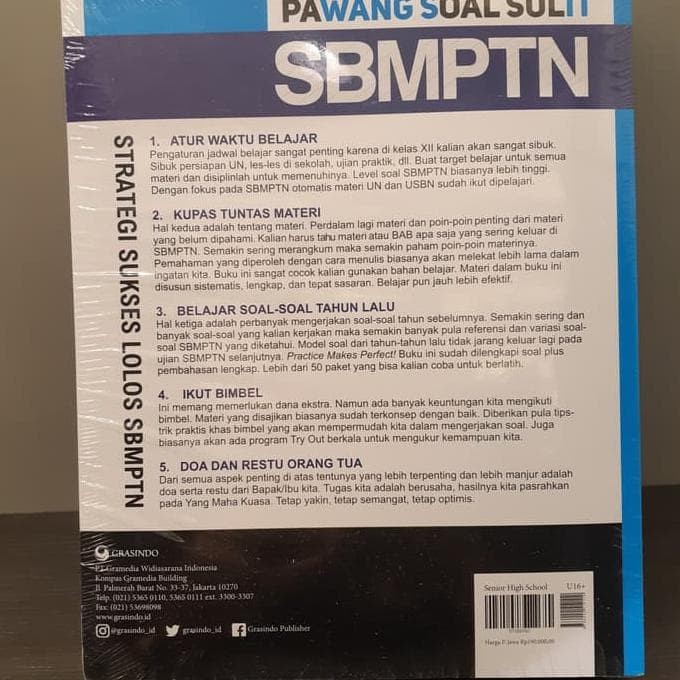 PAWANG SOAL SULIT
SBMPTN
STRATEGI SUKSES LOLOS SBMPTN
1. ATUR WAKTU BELAJAR
Pengaturan jadwal belajar sangat penting karena di kelas XII kalian akan sangat sibuk.
Sibuk persiapan UN, les-les di sekolah, ujian praktik, dll. Buat target belajar untuk semua
materi dan disiplinlah untuk memenuhinya. Level soal SBMPTN biasanya lebih tinggi.
Dengan fokus pada SBMPTN otomatis materi UN dan USBN sudah ikut dipelajari.
2. KUPAS TUNTAS MATERI
Hal kedua adalah tentang materi. Perdalam lagi materi dan poin-poin penting dari materi
yang belum dipahami. Kalian harus tahu materi atau BAB apa saja yang sering keluar di
SBMPTN. Semakin sering merangkum maka semakin paham poin-poin materinya.
Pemahaman yang diperoleh dengan cara menulis biasanya akan melekat lebih lama dalam
ingatan kita. Buku ini sangat cocok kalian gunakan bahan belajar. Materi dalam buku ini
disusun sistematis, lengkap, dan tepat sasaran. Belajar pun jauh lebih efektif.
3. BELAJAR SOAL-SOAL TAHUN LALU
Hal ketiga adalah perbanyak mengerjakan soal-soal tahun sebelumnya. Semakin sering dan
banyak soal-soal yang kalian kerjakan maka semakin banyak pula referensi dan variasi soal-
soal SBMPTN yang diketahui. Model soal dari tahun-tahun lalu tidak jarang keluar lagi pada
ujian SBMPTN selanjutnya. Practice Makes Perfect! Buku ini sudah dilengkapi soal plus
pembahasan lengkap. Lebih dari 50 paket yang bisa kalian coba untuk berlatih.
4. IKUT BIMBEL
Ini memang memerlukan dana ekstra. Namun ada banyak keuntungan kita mengikuti
bimbel. Materi yang disajikan biasanya sudah terkonsep dengan baik. Diberikan pula tips-
trik praktis khas bimbel yang akan mempermudah kita dalam mengerjakan soal. Juga
biasanya akan ada program Try Out berkala untuk mengukur kemampuan kita.
5. DOA DAN RESTU ORANG TUA
Dari semua aspek penting di atas tentunya yang lebih terpenting dan lebih manjur adalah
doa serta restu dari Bapak/Ibu kita. Tugas kita adalah berusaha, hasilnya kita pasrahkan
pada Yang Maha Kuasa. Tetap yakin, tetap semangat, tetap optimis.
GRASINDO
PT Gramedia Widiasarana Indonesia
Kompas Gramedia Building
Jl. Palmerah Barat No. 33-37, Jakarta 10270
Telp. (021) 5365 0110, 5365 0111 ext. 3300-3307
Fax: (021) 53698098
www.grasindo.id
@grasindo_id grasindo_id Grasindo Publisher
Senior High School U16+
Harga P. Jawa